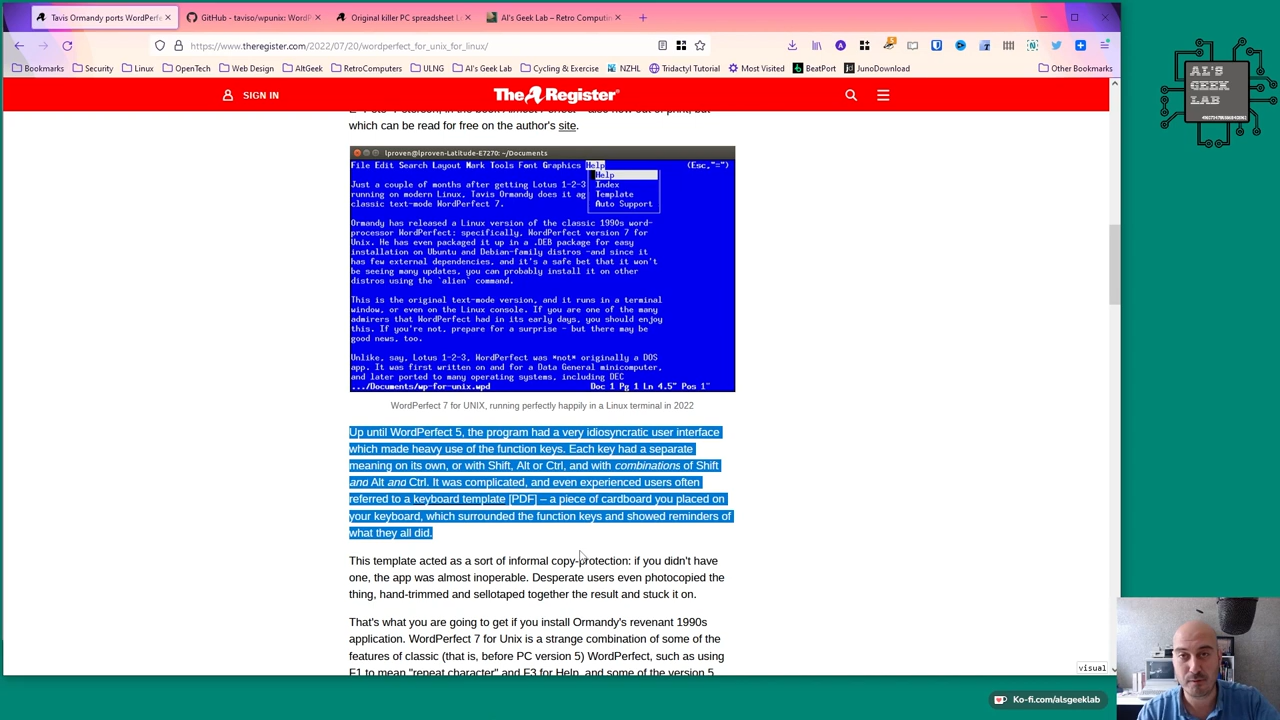 Tavis Ormandy ports WordPerfe
GitHub - taviso/wpunix: WordP
Original killer PC spreadsheet L
Al's Geek Lab – Retro Computin
https://www.theregister.com/2022/07/20/wordperfect_for_unix_for_linux/
Bookmarks Security Linux OpenTech Web Design AltGeek RetroComputers ULNG Al's Geek Lab Cycling & Exercise NZHL Tridactyl Tutorial Most Visited BeatPort JunoDownload Other Bookmarks
SIGN IN
The A Register
AL'S
GEEK
LAB
which can be read for free on the author's site.
lproven@lproven-Latitude-E7270: ~/Documents
File Edit Search Layout Mark Tools Font Graphics Help (Esc,"=")
Help
Index
Template
Auto Support
Just a couple of months after getting Lotus 1-2-3
running on modern Linux, Tavis Ormandy does it ag
classic text-mode WordPerfect 7.
Ormandy has released a Linux version of the classic 1990s word-
processor WordPerfect: specifically, WordPerfect version 7 for
Unix. He has even packaged it up in a .DEB package for easy
installation on Ubuntu and Debian-family distros -and since it
has few external dependencies, and it's a safe bet that it won't
be seeing many updates, you can probably install it on other
distros using the `alien` command.
This is the original text-mode version, and it runs in a terminal
window, or even on the Linux console. If you are one of the many
admirers that WordPerfect had in its early days, you should enjoy
this. If you're not, prepare for a surprise – but there may be
good news, too.
Unlike, say, Lotus 1-2-3, WordPerfect was *not* originally a DOS
app. It was first written on and for a Data General minicomputer,
and later ported to many operating systems, including DEC
.../Documents/wp-for-unix.wpd Doc 1 Pg 1 Ln 4.5" Pos 1"
WordPerfect 7 for UNIX, running perfectly happily in a Linux terminal in 2022
Up until WordPerfect 5, the program had a very idiosyncratic user interface
which made heavy use of the function keys. Each key had a separate
meaning on its own, or with Shift, Alt or Ctrl, and with combinations of Shift
and Alt and Ctrl. It was complicated, and even experienced users often
referred to a keyboard template [PDF] – a piece of cardboard you placed on
your keyboard, which surrounded the function keys and showed reminders of
what they all did.
This template acted as a sort of informal copy-protection: if you didn't have
one, the app was almost inoperable. Desperate users even photocopied the
thing, hand-trimmed and sellotaped together the result and stuck it on.
That's what you are going to get if you install Ormandy's revenant 1990s
application. WordPerfect 7 for Unix is a strange combination of some of the
features of classic (that is, before PC version 5) WordPerfect, such as using
F1 to mean "repeat character" and F3 for Help, and some of the version 5
visual
Ko-fi.com/alsgeeklab